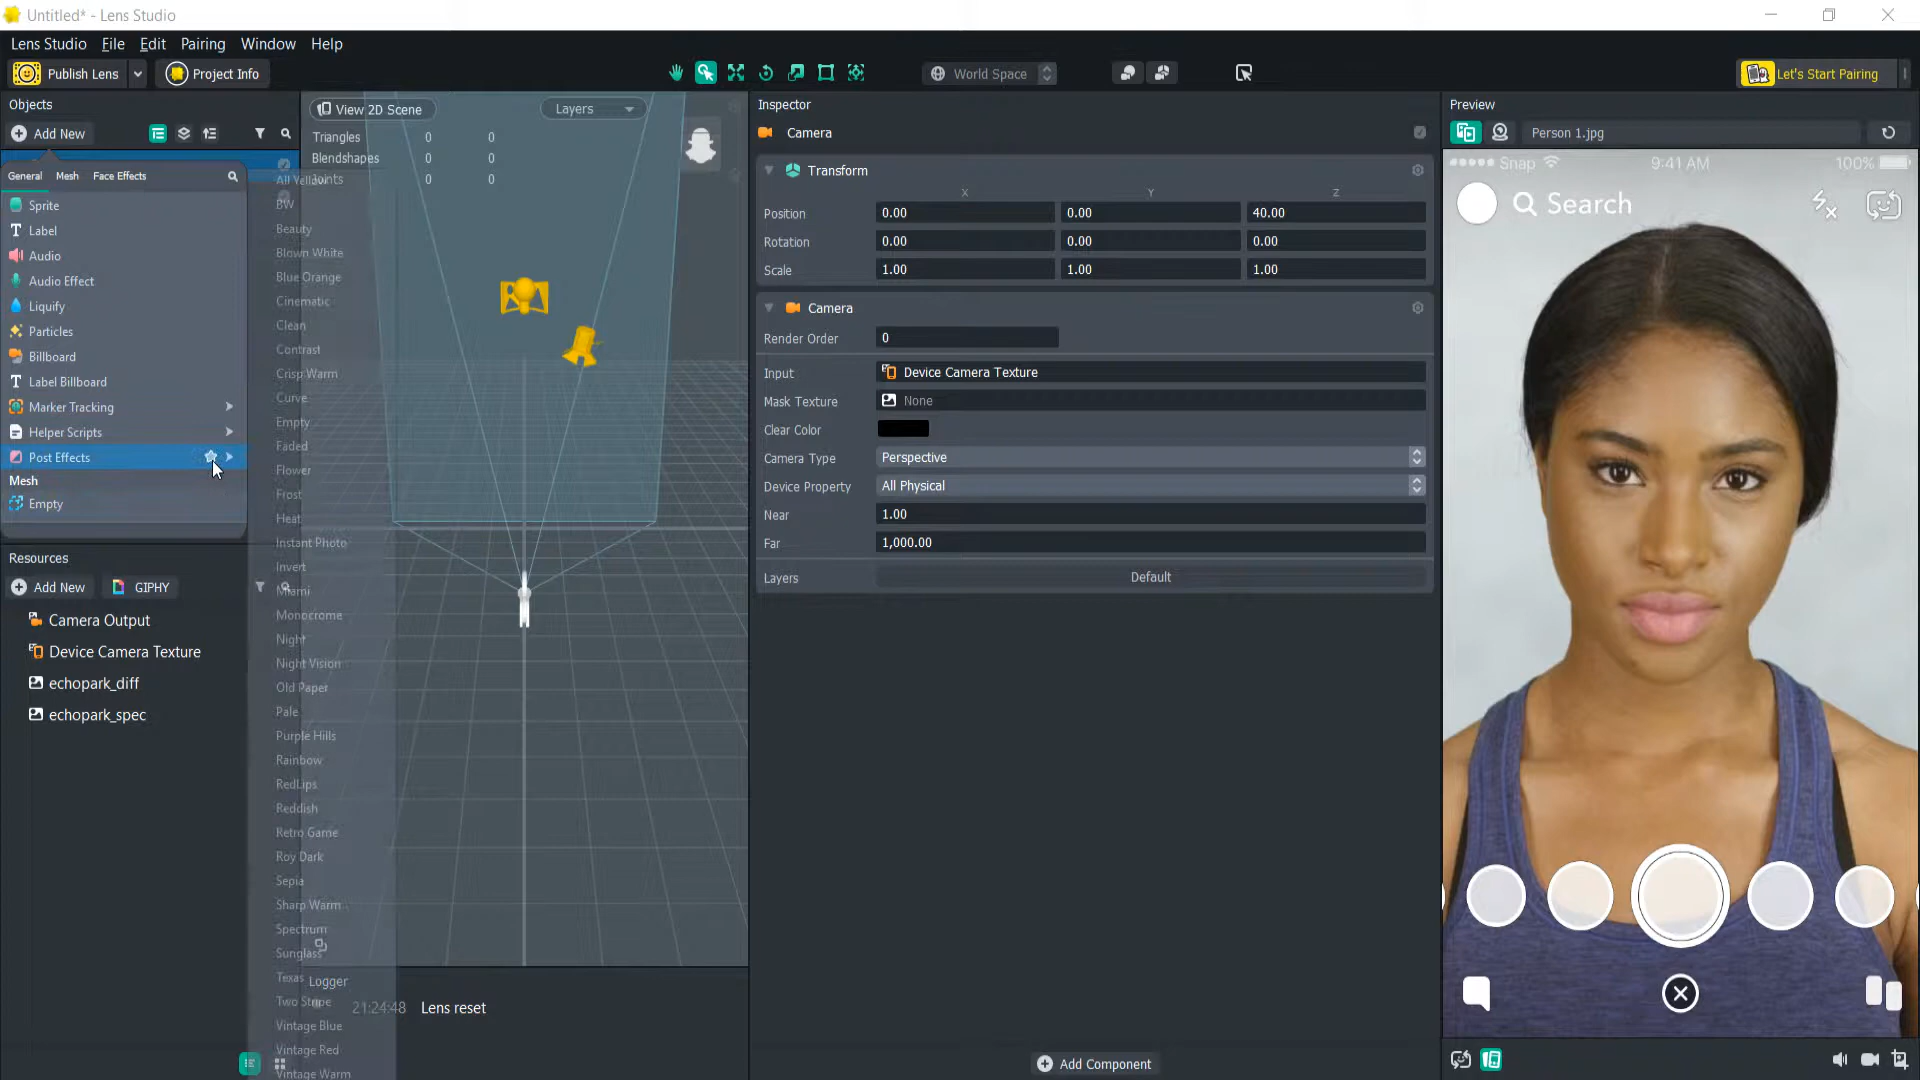 Untitled* - Lens Studio
Lens Studio File Edit Pairing Window Help
Publish Lens Project Info World Space Let's Start Pairing
Objects
Add New
General Mesh Face Effects
Sprite
Label
Audio
Audio Effect
Liquify
Particles
Billboard
Label Billboard
Marker Tracking
Helper Scripts
Post Effects
Mesh
Empty
All Yellow
BW
Beauty
Blown White
Blue Orange
Cinematic
Clean
Contrast
Crisp Warm
Curve
Empty
Faded
Flower
Frost
Heat
Instant Photo
Invert
Miami
Monocrome
Night
Night Vision
Old Paper
Pale
Purple Hills
Rainbow
RedLips
Reddish
Retro Game
Roy Dark
Sepia
Sharp Warm
Spectrum
Sunglass
Texas
Two Stripe
Vintage Blue
Vintage Red
Vintage Warm
Resources
Add New GIPHY
Camera Output
Device Camera Texture
echopark_diff
echopark_spec
View 2D Scene Layers
Triangles 0 0
Blendshapes 0 0
Joints 0 0
Logger
21:24:48 Lens reset
Inspector
Camera
Transform
X Y Z
Position 0.00 0.00 40.00
Rotation 0.00 0.00 0.00
Scale 1.00 1.00 1.00
Camera
Render Order 0
Input Device Camera Texture
Mask Texture None
Clear Color
Camera Type Perspective
Device Property All Physical
Near 1.00
Far 1,000.00
Layers Default
Add Component
Preview
Person 1.jpg
Snap 9:41 AM 100%
Search